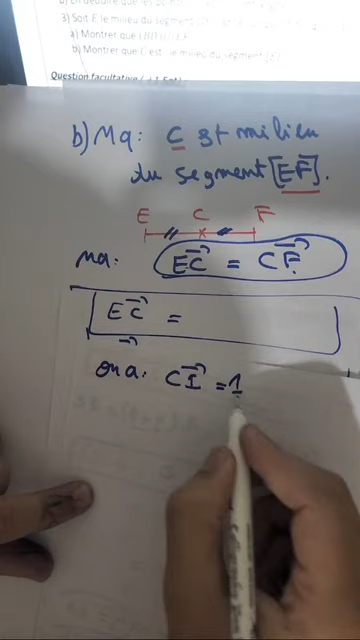 3) Soit E le milieu du segment
a) Montrer que
b) Montrer que C est le milieu du segment [EF].
Question facultative
b) Mq: C est milieu
du segment [EF].
E C F
Mq: EC = CF
EC =
On a: CI = 1